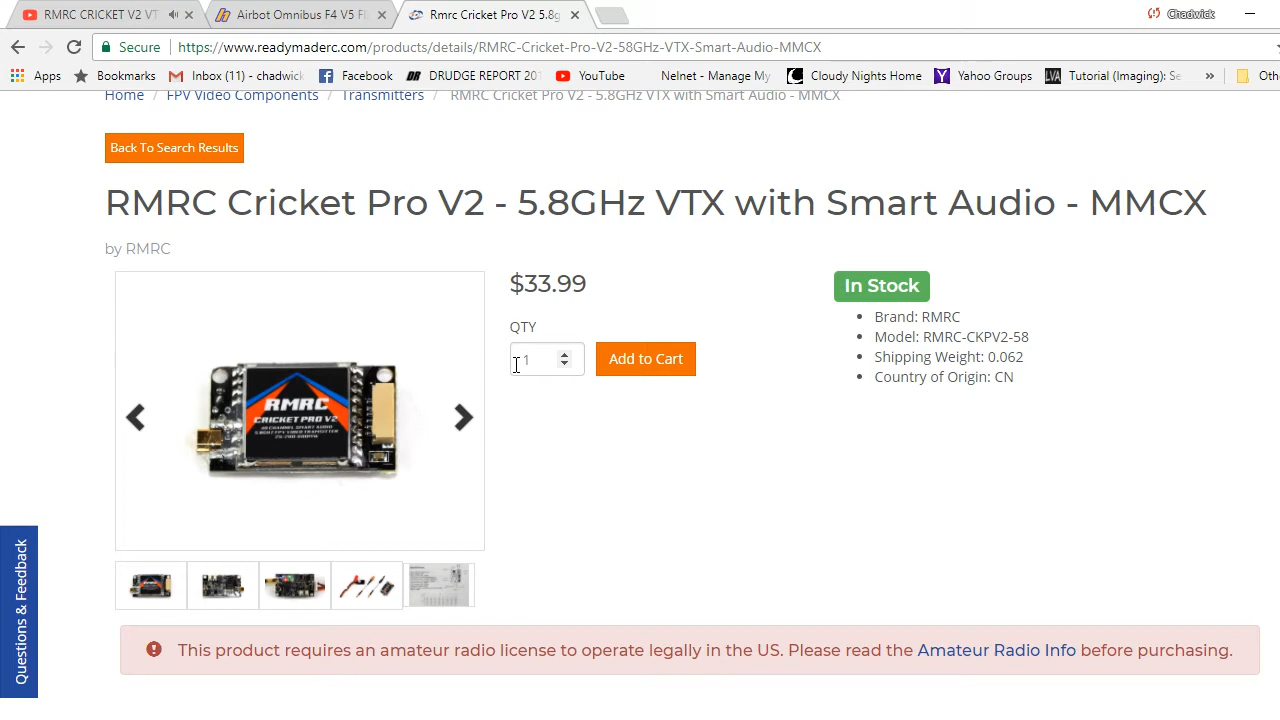 RMRC CRICKET V2 VT
Airbot Omnibus F4 V5 Fl
Rmrc Cricket Pro V2 5.8g
Chadwick
Secure
https://www.readymaderc.com/products/details/RMRC-Cricket-Pro-V2-58GHz-VTX-Smart-Audio-MMCX
Apps
Bookmarks
Inbox (11) - chadwick
Facebook
DRUDGE REPORT 201
YouTube
Nelnet - Manage My
Cloudy Nights Home
Yahoo Groups
LVA Tutorial (Imaging): Se
»
Oth
Home / FPV Video Components / Transmitters / RMRC Cricket Pro V2 - 5.8GHz VTX with Smart Audio - MMCX
Back To Search Results
RMRC Cricket Pro V2 - 5.8GHz VTX with Smart Audio - MMCX
by RMRC
RMRC
CRICKET PRO V2
$33.99
QTY
1
Add to Cart
In Stock
• Brand: RMRC
• Model: RMRC-CKPV2-58
• Shipping Weight: 0.062
• Country of Origin: CN
Questions & Feedback
This product requires an amateur radio license to operate legally in the US. Please read the Amateur Radio Info before purchasing.